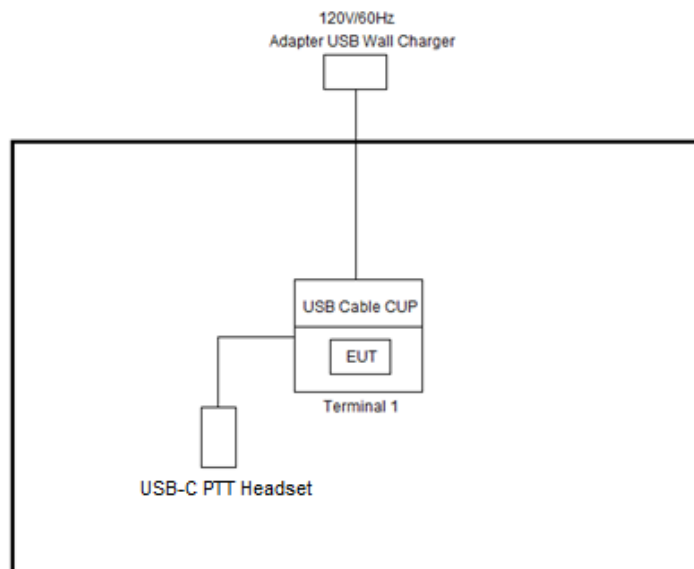 120V/60Hz
Adapter USB Wall Charger
USB Cable CUP
EUT
Terminal 1
USB-C PTT Headset